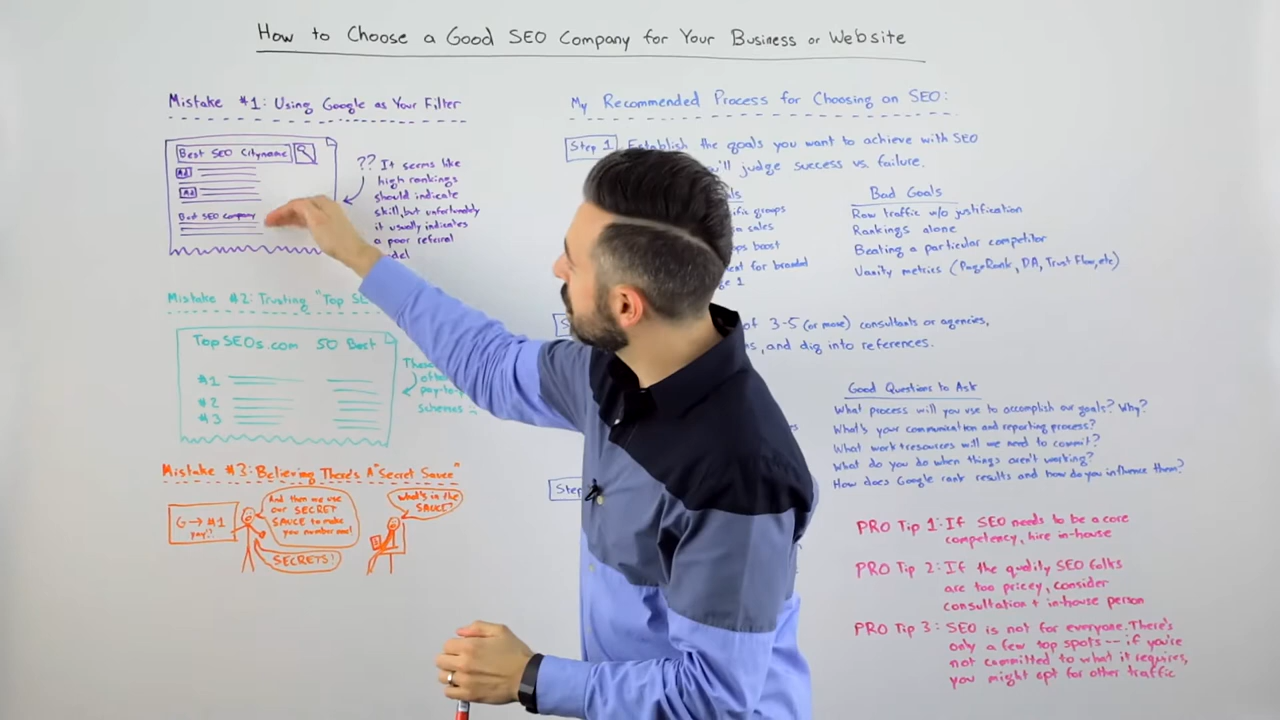 How to Choose a Good SEO Company for Your Business or Website
Mistake #1: Using Google as Your Filter
Best SEO Cityname
Ad
Ad
Best SEO Company
?? It seems like
high rankings
should indicate
skill, but unfortunately
it usually indicates
a poor referral
Mistake #2: Trusting "Top SE
TopSEOs.com 50 Best
#1
#2
#3
These
pay-to-p
schemes
Mistake #3: Believing There's A "Secret Sauce"
G → #1
yay!!
And then we use
our SECRET
SAUCE to make
you number one!
SECRETS!
What's in the
SAUCE?
My Recommended Process for Choosing an SEO:
Step 1 Establish the goals you want to achieve with SEO
you'll judge success vs. failure.
groups
sales
boost
for branded
ge 1
Bad Goals
Raw traffic w/o justification
Rankings alone
Beating a particular competitor
Vanity metrics (PageRank, DA, Trust Flow, etc)
of 3-5 (or more) consultants or agencies,
, and dig into references.
Good Questions to Ask
What process will you use to accomplish our goals? Why?
What's your communication and reporting process?
What work+resources will we need to commit?
What do you do when things aren't working?
How does Google rank results and how do you influence them?
Step
PRO Tip 1: If SEO needs to be a core
competency, hire in-house
PRO Tip 2: If the quality SEO folks
are too pricey, consider
consultation + in-house person
PRO Tip 3: SEO is not for everyone. There's
only a few top spots -- if you're
not committed to what it requires,
you might opt for other traffic